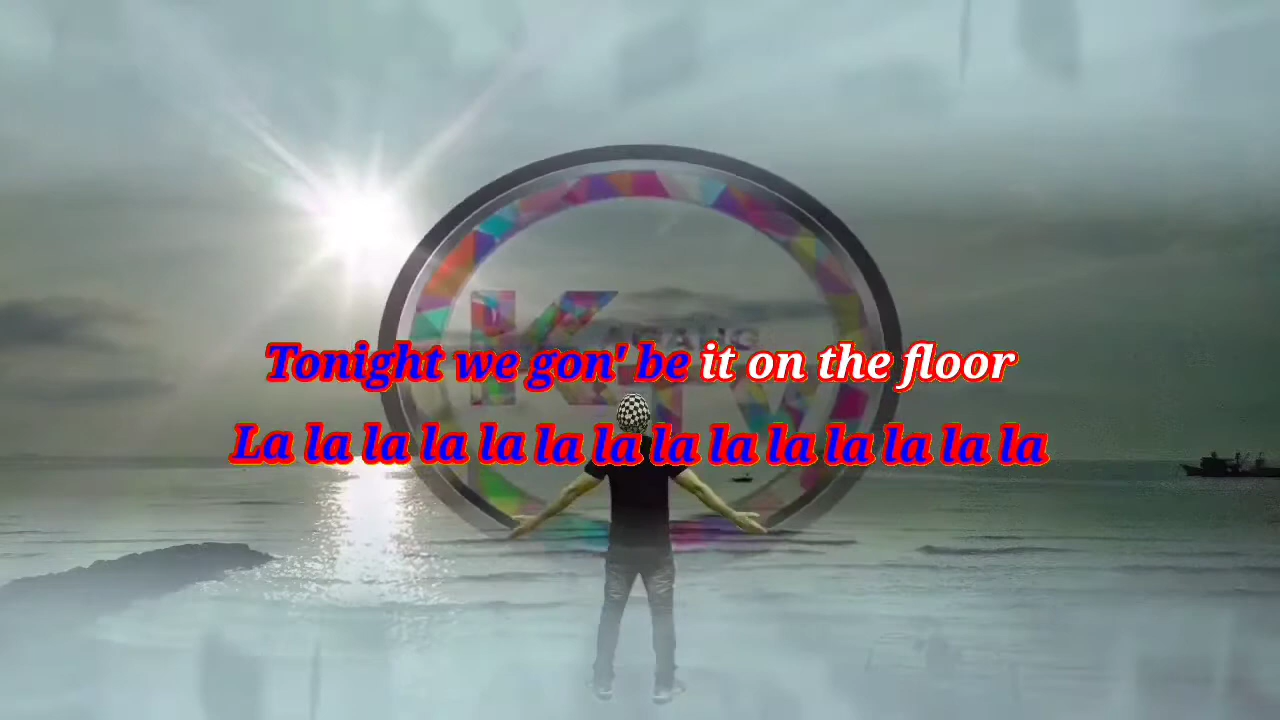 K
TV
Tonight we gon' be it on the floor
La la la la la la la la la la la la la la